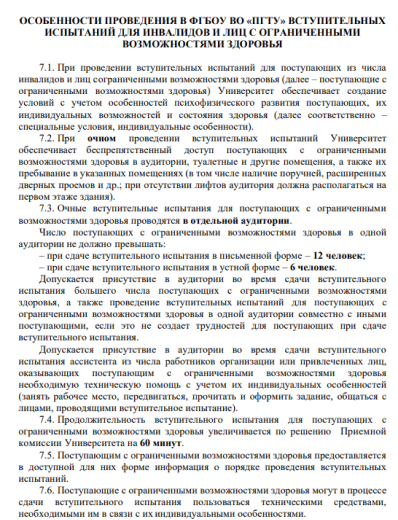 ОСОБЕННОСТИ ПРОВЕДЕНИЯ В ФГБОУ ВО «ПГТУ» ВСТУПИТЕЛЬНЫХ
ИСПЫТАНИЙ ДЛЯ ИНВАЛИДОВ И ЛИЦ С ОГРАНИЧЕННЫМИ
ВОЗМОЖНОСТЯМИ ЗДОРОВЬЯ
7.1. При проведении вступительных испытаний для поступающих из числа
инвалидов и лиц сограниченными возможностями здоровья (далее – поступающие с
ограниченными возможностями здоровья) Университет обеспечивает создание
условий с учетом особенностей психофизического развития поступающих, их
индивидуальных возможностей и состояния здоровья (далее соответственно –
специальные условия, индивидуальные особенности).
7.2. При очном проведении вступительных испытаний Университет
обеспечивает беспрепятственный доступ поступающих с ограниченными
возможностями здоровья в аудитории, туалетные и другие помещения, а также их
пребывание в указанных помещениях (в том числе наличие поручней, расширенных
дверных проемов и др.; при отсутствии лифтов аудитория должна располагаться на
первом этаже здания).
7.3. Очные вступительные испытания для поступающих с ограниченными
возможностями здоровья проводятся в отдельной аудитории.
Число поступающих с ограниченными возможностями здоровья в одной
аудитории не должно превышать:
– при сдаче вступительного испытания в письменной форме – 12 человек;
– при сдаче вступительного испытания в устной форме – 6 человек.
Допускается присутствие в аудитории во время сдачи вступительного
испытания большего числа поступающих с ограниченными возможностями
здоровья, а также проведение вступительных испытаний для поступающих с
ограниченными возможностями здоровья в одной аудитории совместно с иными
поступающими, если это не создает трудностей для поступающих при сдаче
вступительного испытания.
Допускается присутствие в аудитории во время сдачи вступительного
испытания ассистента из числа работников организации или привлеченных лиц,
оказывающих поступающим с ограниченными возможностями здоровья
необходимую техническую помощь с учетом их индивидуальных особенностей
(занять рабочее место, передвигаться, прочитать и оформить задание, общаться с
лицами, проводящими вступительное испытание).
7.4. Продолжительность вступительного испытания для поступающих с
ограниченными возможностями здоровья увеличивается по решению Приемной
комиссии Университета на 60 минут.
7.5. Поступающим с ограниченными возможностями здоровья предоставляется
в доступной для них форме информация о порядке проведения вступительных
испытаний.
7.6. Поступающие с ограниченными возможностями здоровья могут в процессе
сдачи вступительного испытания пользоваться техническими средствами,
необходимыми им в связи с их индивидуальными особенностями.